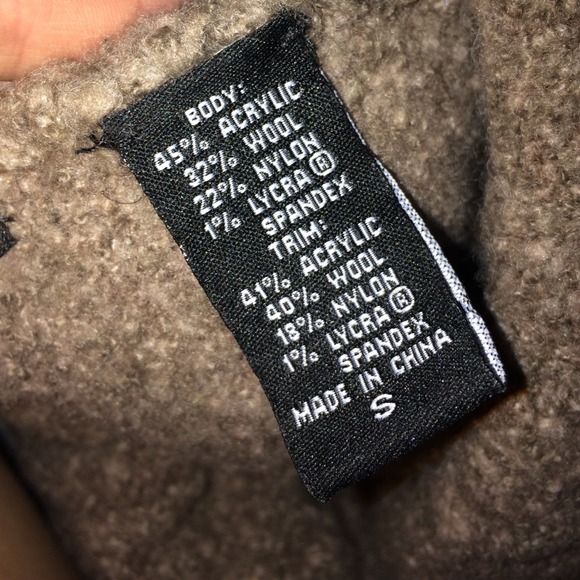 BODY:
45% ACRYLIC
32% WOOL
22% NYLON
1% LYCRA®
SPANDEX
TRIM:
41% ACRYLIC
40% WOOL
18% NYLON
1% LYCRA®
SPANDEX
MADE IN CHINA
S